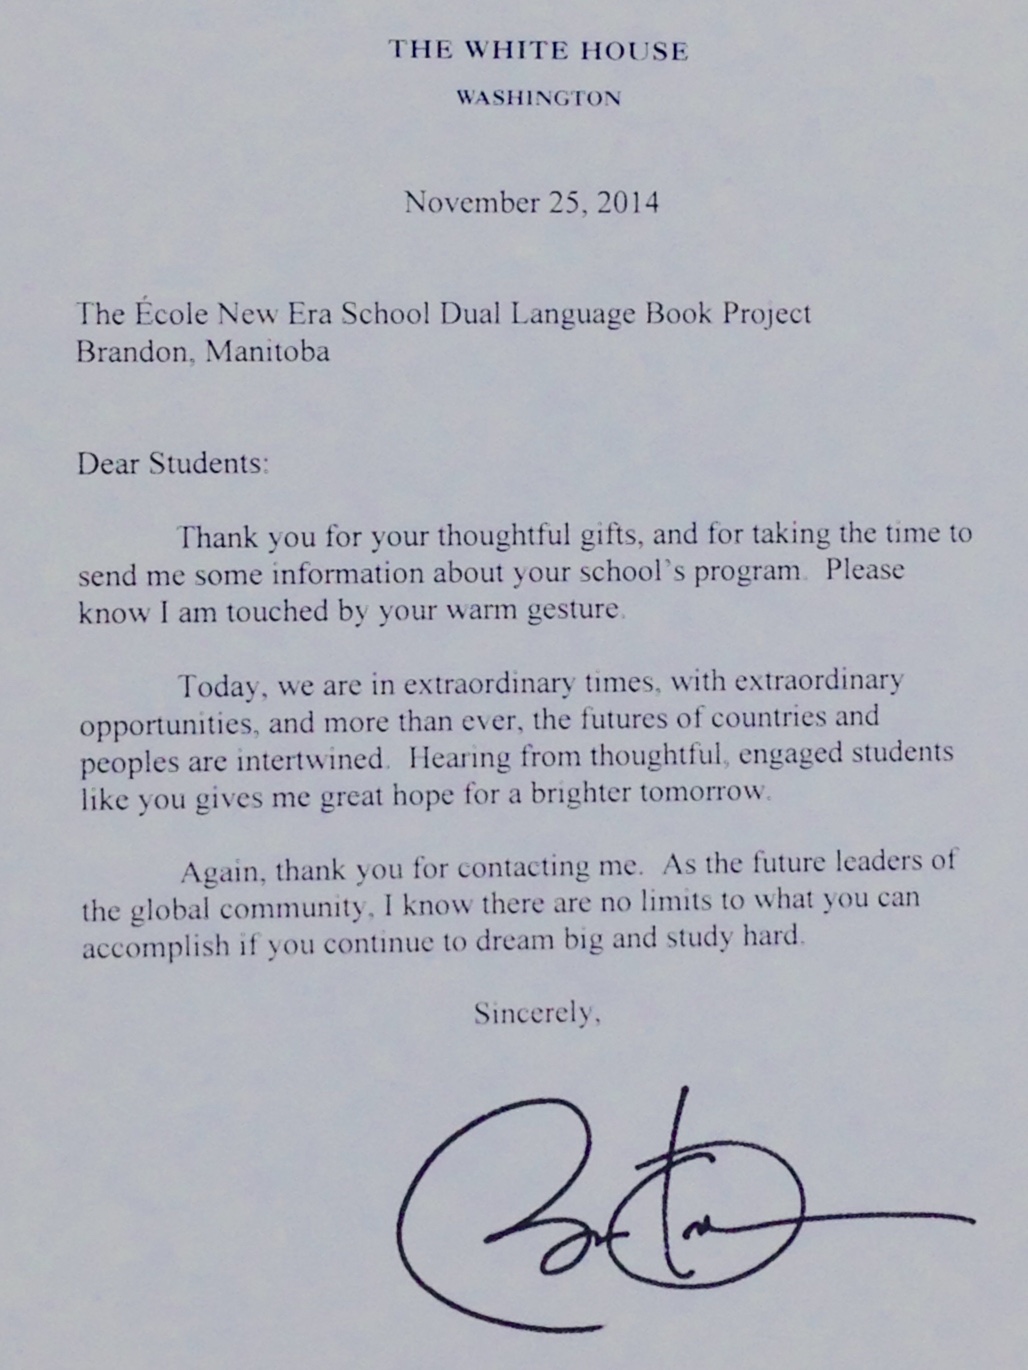 THE WHITE HOUSE
WASHINGTON
November 25, 2014
The École New Era School Dual Language Book Project
Brandon, Manitoba
Dear Students:
Thank you for your thoughtful gifts, and for taking the time to
send me some information about your school's program. Please
know I am touched by your warm gesture.
Today, we are in extraordinary times, with extraordinary
opportunities, and more than ever, the futures of countries and
peoples are intertwined. Hearing from thoughtful, engaged students
like you gives me great hope for a brighter tomorrow.
Again, thank you for contacting me. As the future leaders of
the global community, I know there are no limits to what you can
accomplish if you continue to dream big and study hard.
Sincerely,